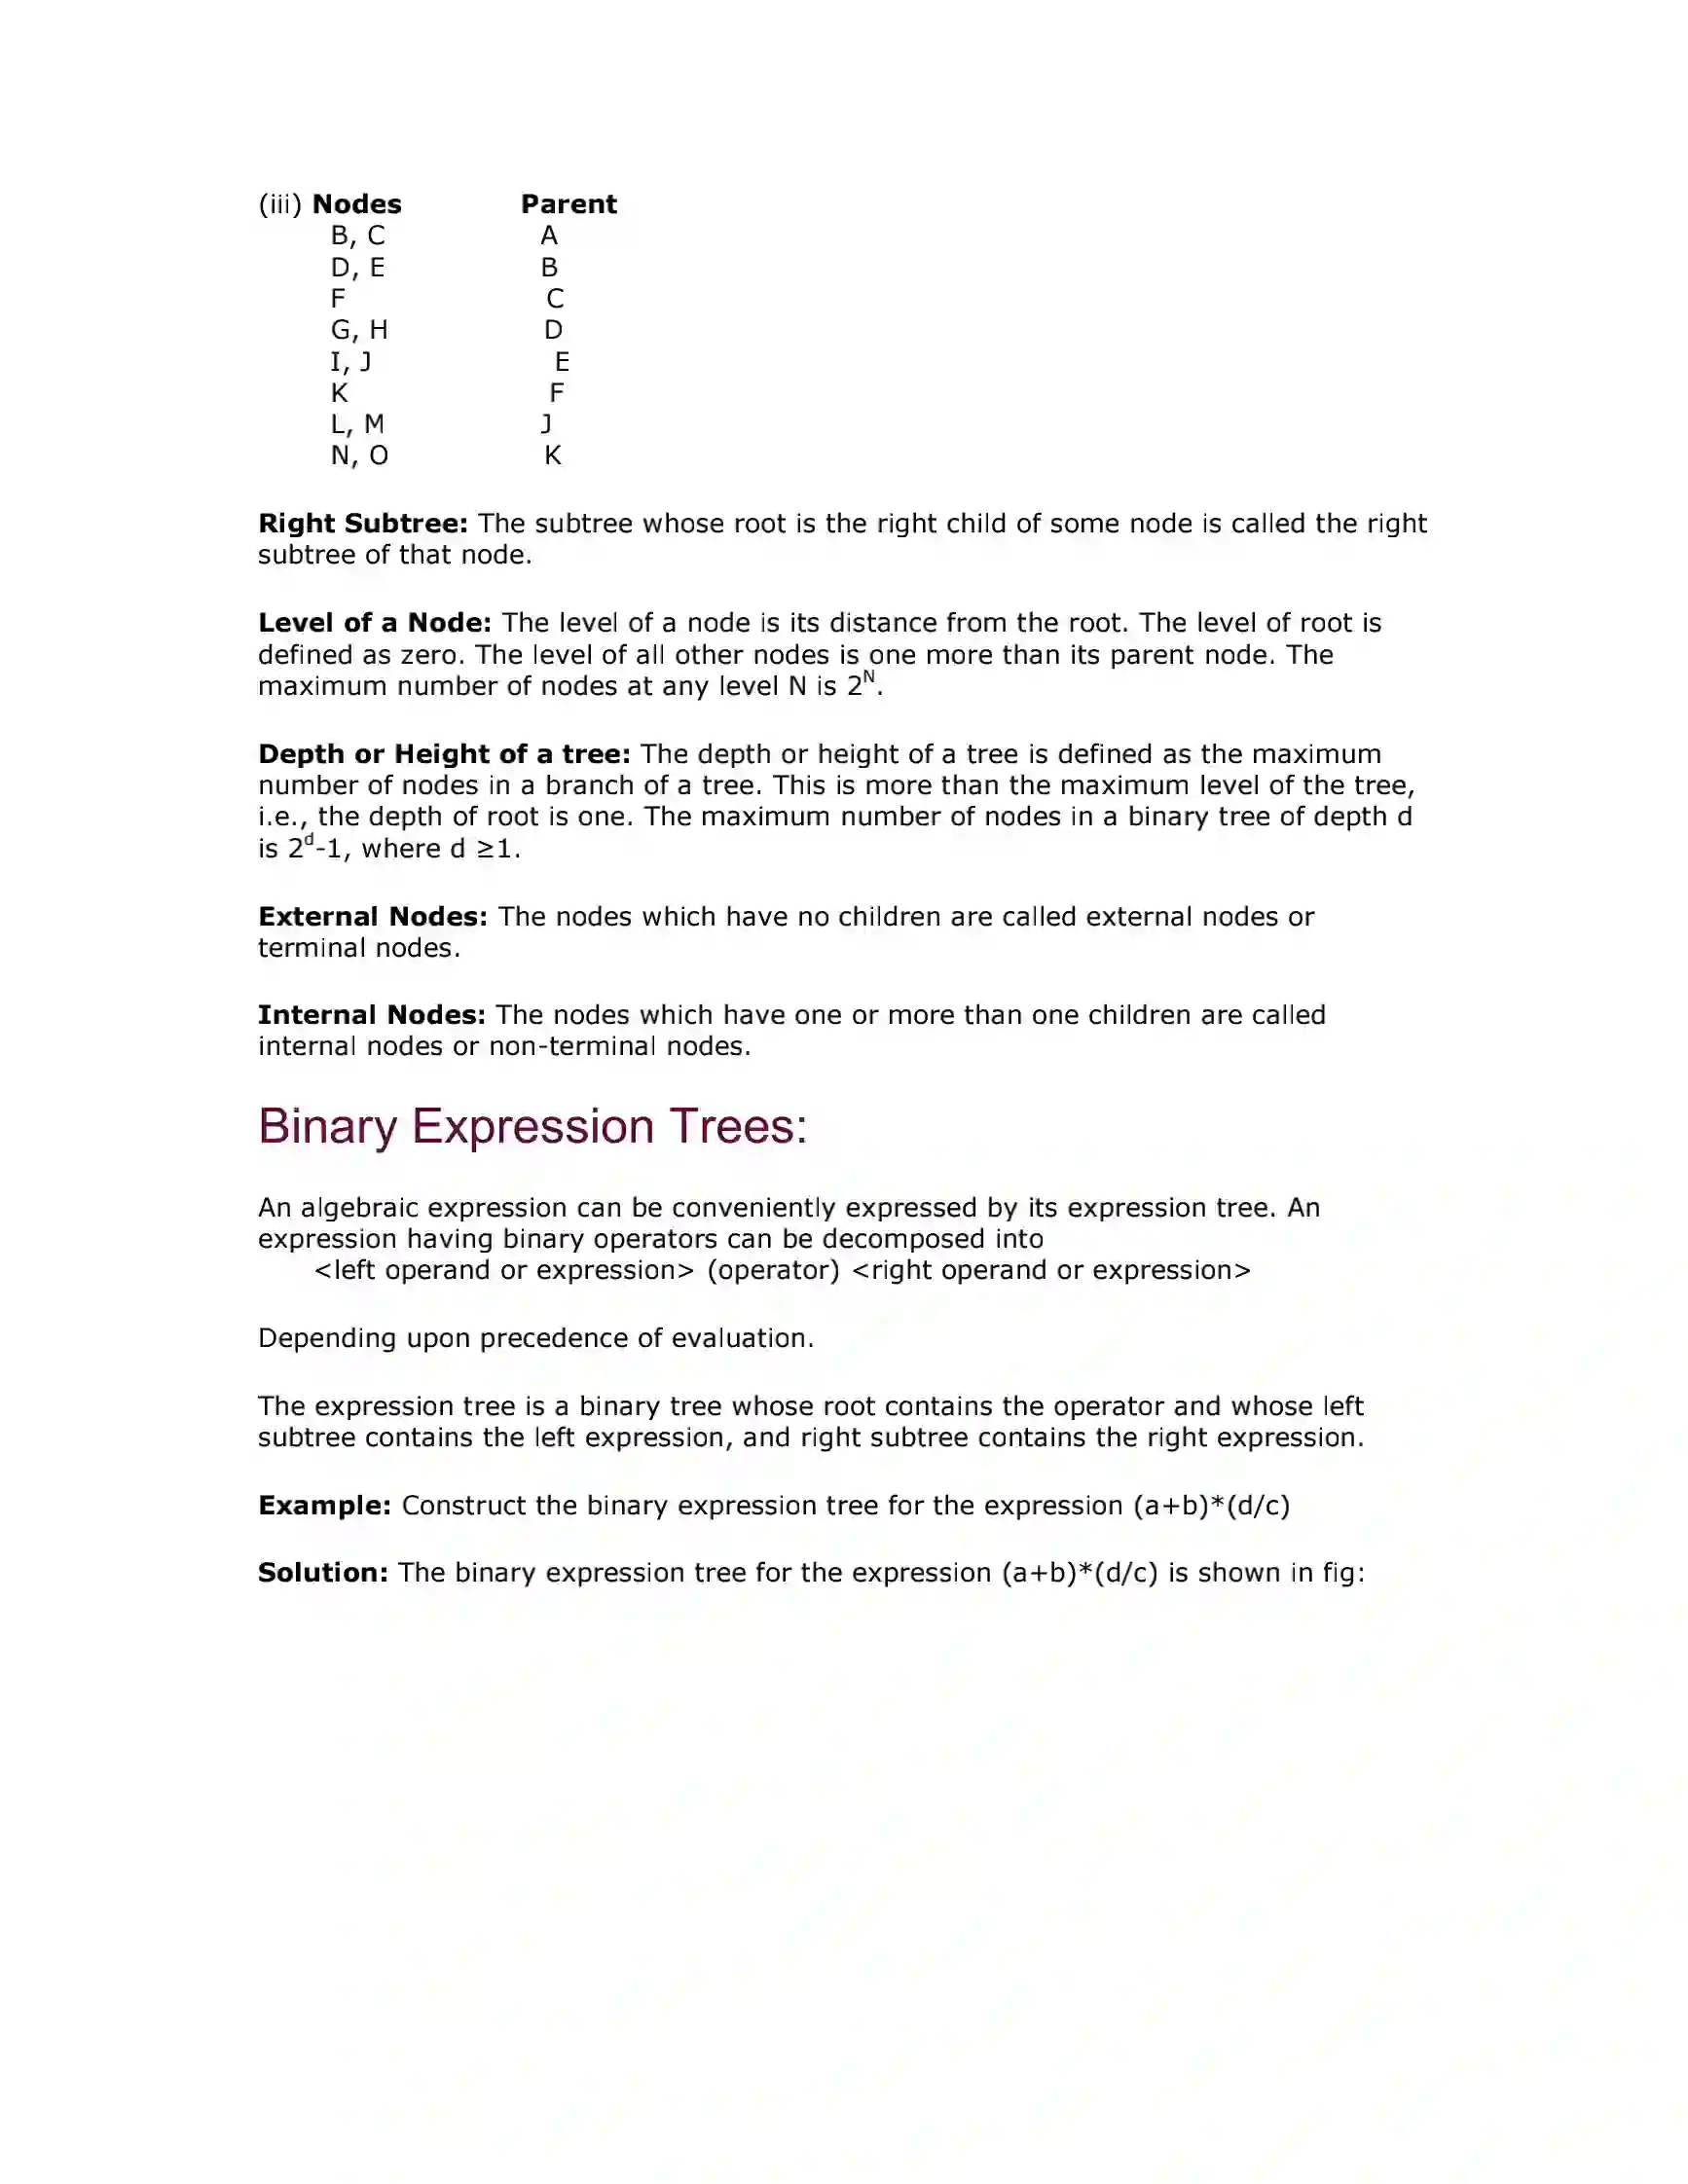 (iii) Nodes Parent
B, C A
D, E B
F C
G, H D
I, J E
K F
L, M J
N, O K
Right Subtree: The subtree whose root is the right child of some node is called the right
subtree of that node.
Level of a Node: The level of a node is its distance from the root. The level of root is
defined as zero. The level of all other nodes is one more than its parent node. The
maximum number of nodes at any level N is 2^N.
Depth or Height of a tree: The depth or height of a tree is defined as the maximum
number of nodes in a branch of a tree. This is more than the maximum level of the tree,
i.e., the depth of root is one. The maximum number of nodes in a binary tree of depth d
is 2^d-1, where d ≥1.
External Nodes: The nodes which have no children are called external nodes or
terminal nodes.
Internal Nodes: The nodes which have one or more than one children are called
internal nodes or non-terminal nodes.
Binary Expression Trees:
An algebraic expression can be conveniently expressed by its expression tree. An
expression having binary operators can be decomposed into
<left operand or expression> (operator) <right operand or expression>
Depending upon precedence of evaluation.
The expression tree is a binary tree whose root contains the operator and whose left
subtree contains the left expression, and right subtree contains the right expression.
Example: Construct the binary expression tree for the expression (a+b)*(d/c)
Solution: The binary expression tree for the expression (a+b)*(d/c) is shown in fig: